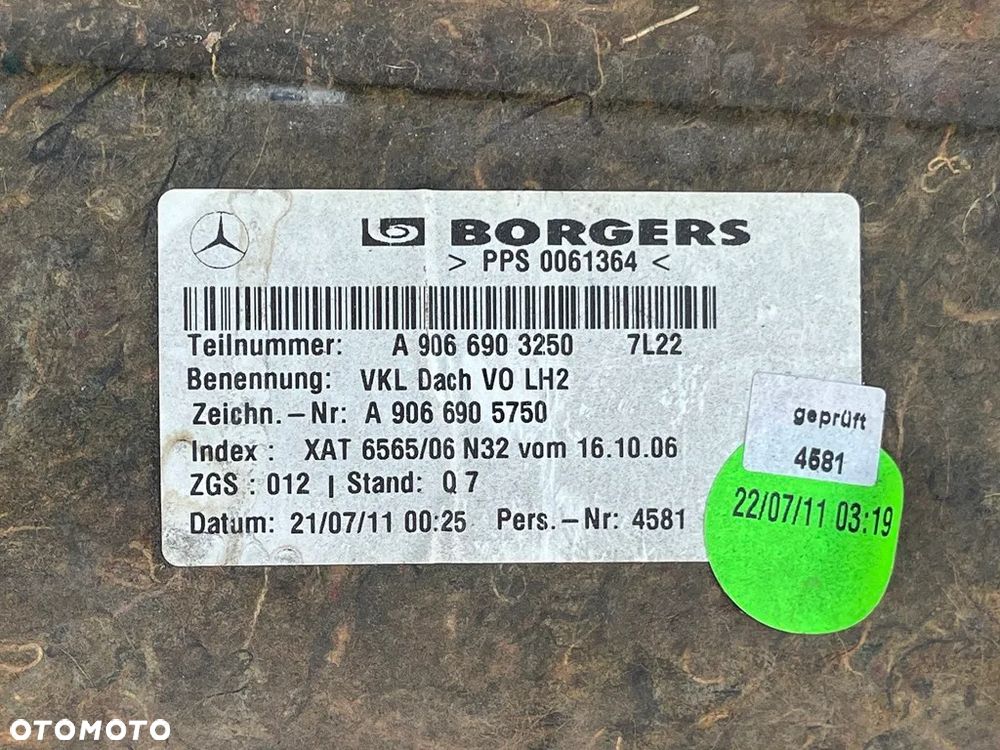 BORGERS
> PPS 0061364 <
Teilnummer: A 906 690 3250 7L22
Benennung: VKL Dach VO LH2
Zeichn. – Nr: A 906 690 5750
Index : XAT 6565/06 N32 vom 16.10.06
ZGS : 012 | Stand: Q 7
Datum: 21/07/11 00:25 Pers. – Nr: 4581
geprüft
4581
22/07/11 03:19
OTOMOTO